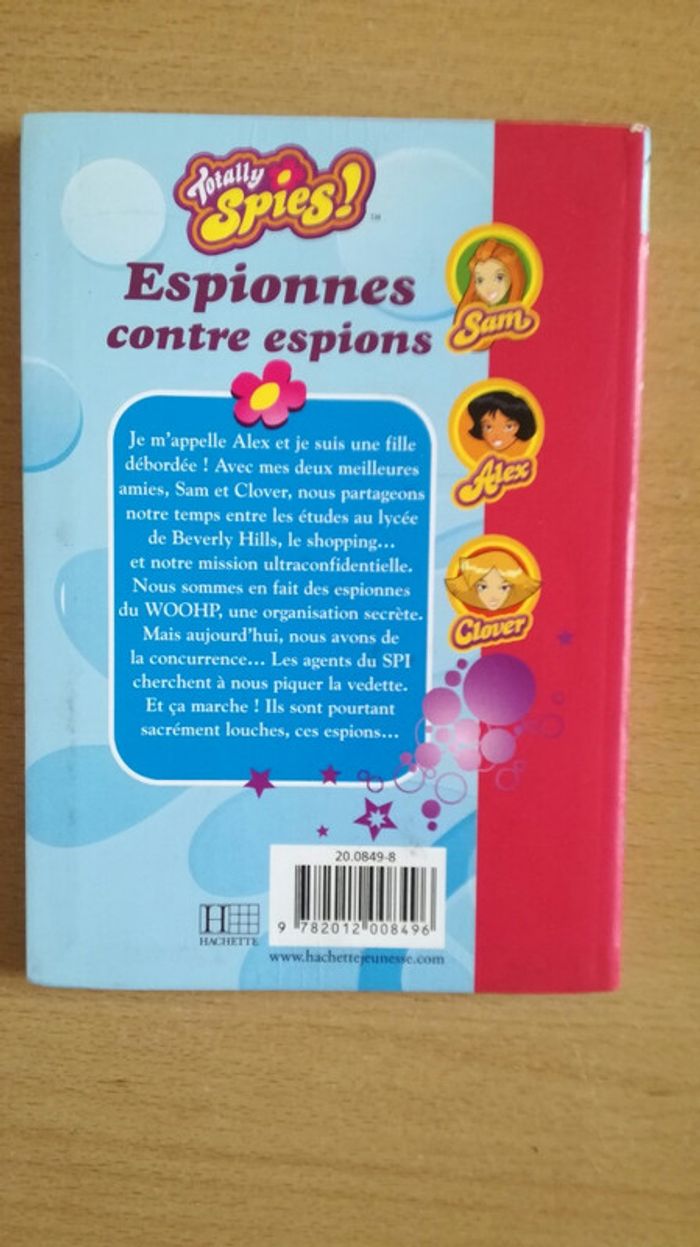 Totally
Spies!
TM
Espionnes
contre espions
Sam
Alex
Clover
Je m'appelle Alex et je suis une fille
débordée ! Avec mes deux meilleures
amies, Sam et Clover, nous partageons
notre temps entre les études au lycée
de Beverly Hills, le shopping...
et notre mission ultraconfidentielle.
Nous sommes en fait des espionnes
du WOOHP, une organisation secrète.
Mais aujourd'hui, nous avons de
la concurrence... Les agents du SPI
cherchent à nous piquer la vedette.
Et ça marche ! Ils sont pourtant
sacrément louches, ces espions...
20.0849-8
9 782012 008496
H
HACHETTE
www.hachettejeunesse.com